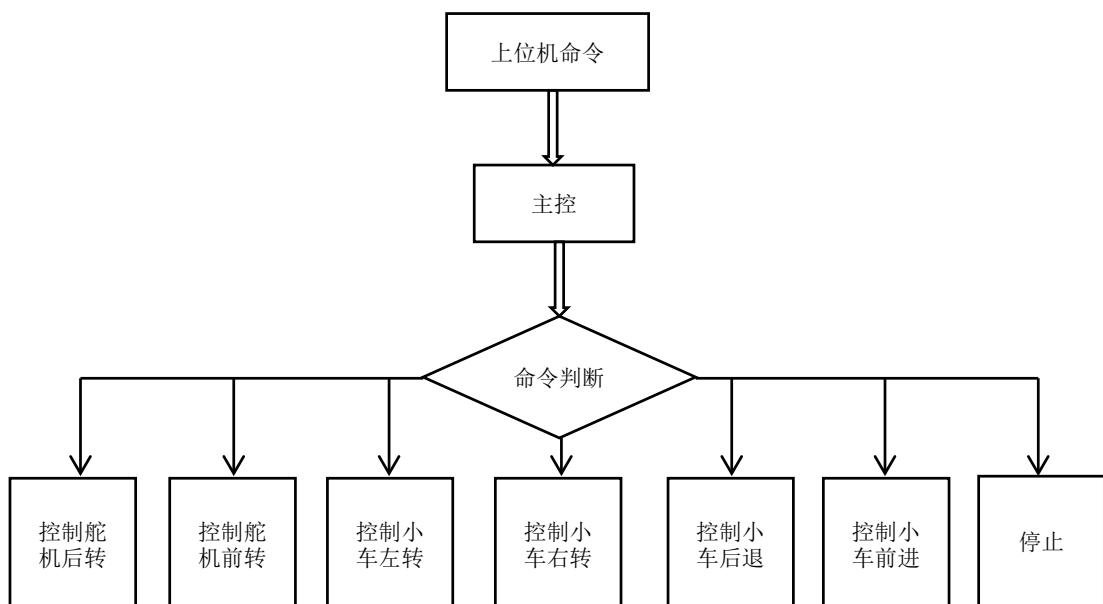 上位机命令
主控
命令判断
控制舵
机后转
控制舵
机前转
控制小
车左转
控制小
车右转
控制小
车后退
控制小
车前进
停止